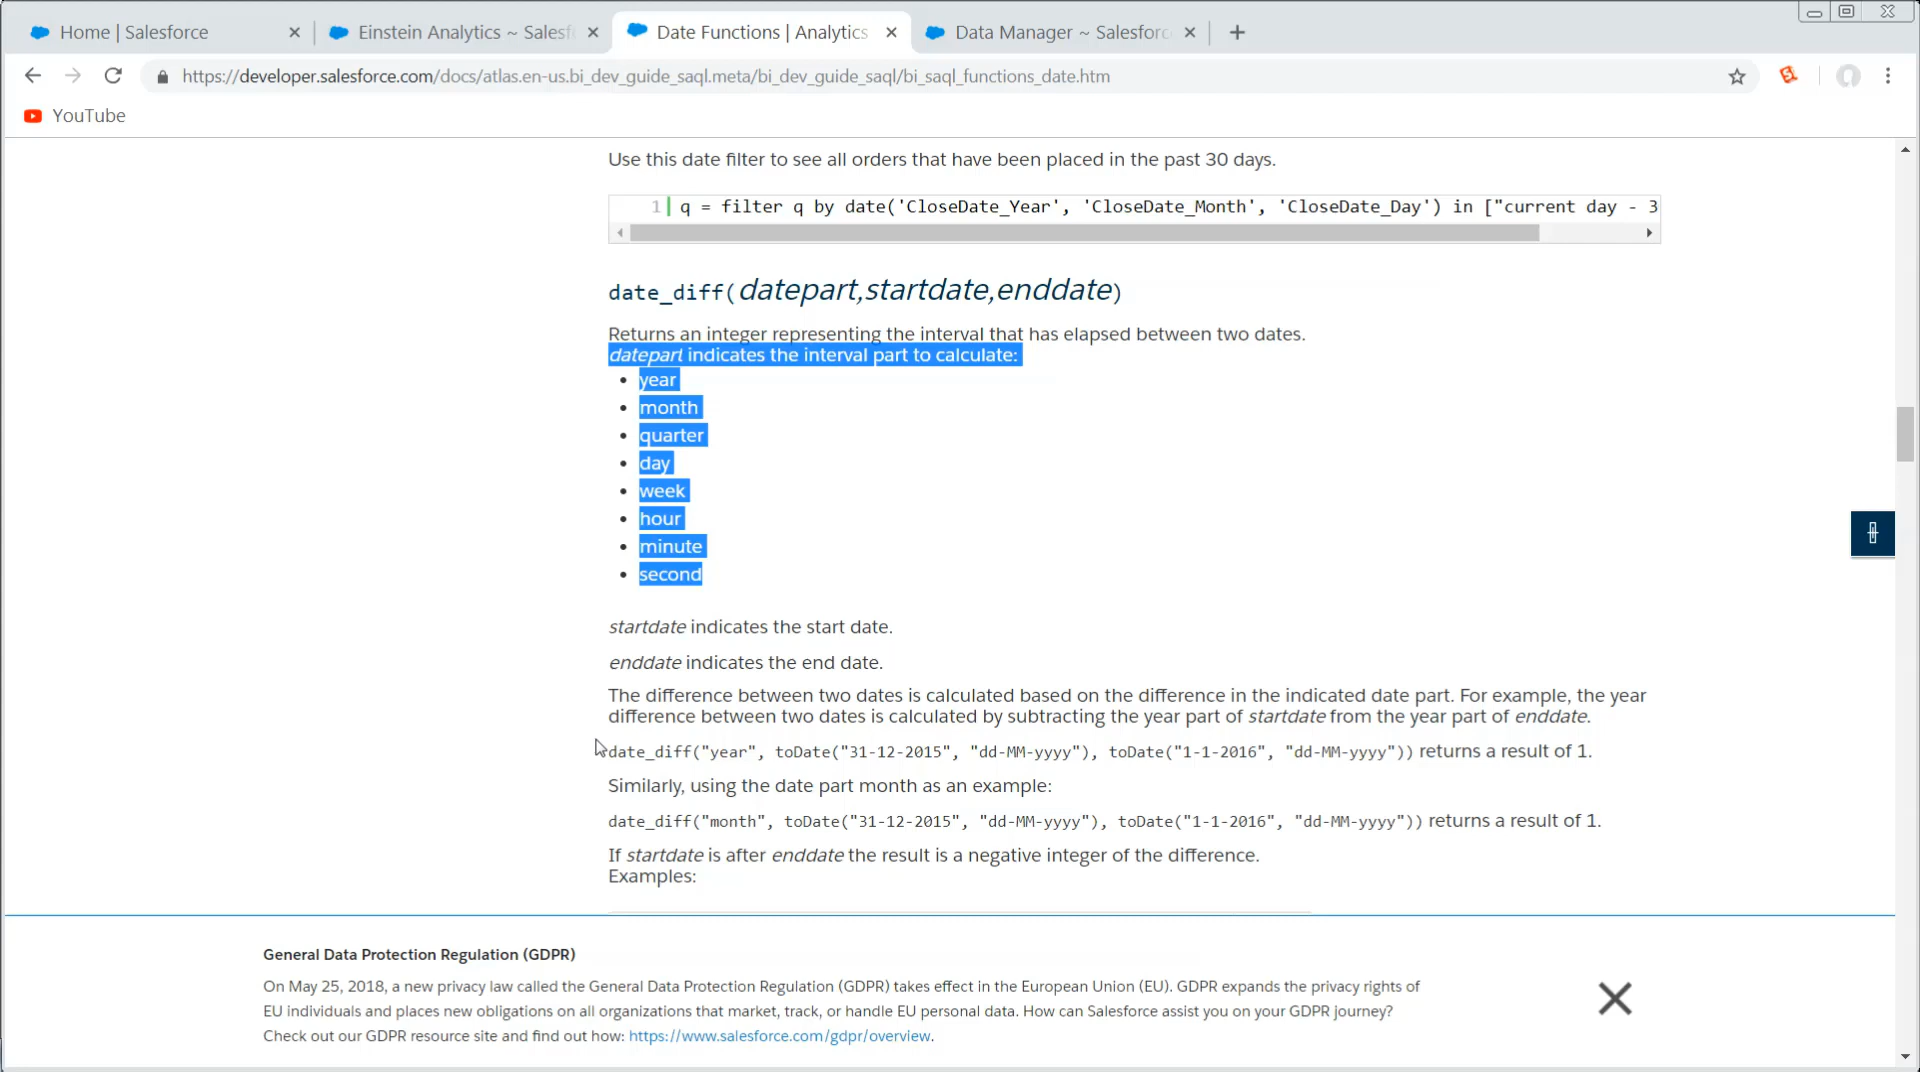 Home | Salesforce
Einstein Analytics ~ Salesf
Date Functions | Analytics
Data Manager ~ Salesforc
https://developer.salesforce.com/docs/atlas.en-us.bi_dev_guide_saql.meta/bi_dev_guide_saql/bi_saql_functions_date.htm
YouTube
Use this date filter to see all orders that have been placed in the past 30 days.
1 q = filter q by date('CloseDate_Year', 'CloseDate_Month', 'CloseDate_Day') in ["current day - 3
date_diff(datepart,startdate,enddate)
Returns an integer representing the interval that has elapsed between two dates.
datepart indicates the interval part to calculate:
• year
• month
• quarter
• day
• week
• hour
• minute
• second
startdate indicates the start date.
enddate indicates the end date.
The difference between two dates is calculated based on the difference in the indicated date part. For example, the year
difference between two dates is calculated by subtracting the year part of startdate from the year part of enddate.
date_diff("year", toDate("31-12-2015", "dd-MM-yyyy"), toDate("1-1-2016", "dd-MM-yyyy")) returns a result of 1.
Similarly, using the date part month as an example:
date_diff("month", toDate("31-12-2015", "dd-MM-yyyy"), toDate("1-1-2016", "dd-MM-yyyy")) returns a result of 1.
If startdate is after enddate the result is a negative integer of the difference.
Examples:
General Data Protection Regulation (GDPR)
On May 25, 2018, a new privacy law called the General Data Protection Regulation (GDPR) takes effect in the European Union (EU). GDPR expands the privacy rights of
EU individuals and places new obligations on all organizations that market, track, or handle EU personal data. How can Salesforce assist you on your GDPR journey?
Check out our GDPR resource site and find out how: https://www.salesforce.com/gdpr/overview.